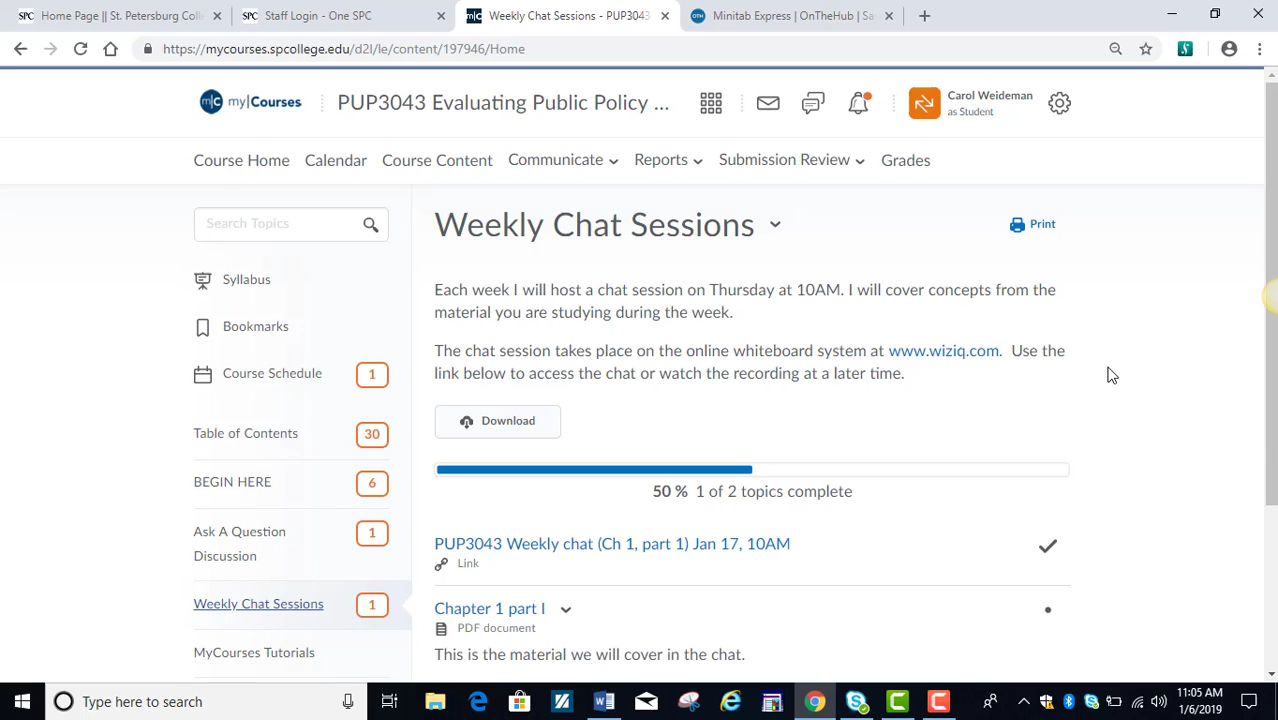 Home Page || St. Petersburg Coll
Staff Login - One SPC
Weekly Chat Sessions - PUP3043
Minitab Express | OnTheHub | Sa
https://mycourses.spcollege.edu/d2l/le/content/197946/Home
myCourses
PUP3043 Evaluating Public Policy ...
Carol Weideman
as Student
Course Home
Calendar
Course Content
Communicate
Reports
Submission Review
Grades
Search Topics
Syllabus
Bookmarks
Course Schedule 1
Table of Contents 30
BEGIN HERE 6
Ask A Question
Discussion 1
Weekly Chat Sessions 1
MyCourses Tutorials
Weekly Chat Sessions
Print
Each week I will host a chat session on Thursday at 10AM. I will cover concepts from the
material you are studying during the week.
The chat session takes place on the online whiteboard system at www.wiziq.com. Use the
link below to access the chat or watch the recording at a later time.
Download
50 % 1 of 2 topics complete
PUP3043 Weekly chat (Ch 1, part 1) Jan 17, 10AM
Link
Chapter 1 part I
PDF document
This is the material we will cover in the chat.
Type here to search
11:05 AM
1/6/2019